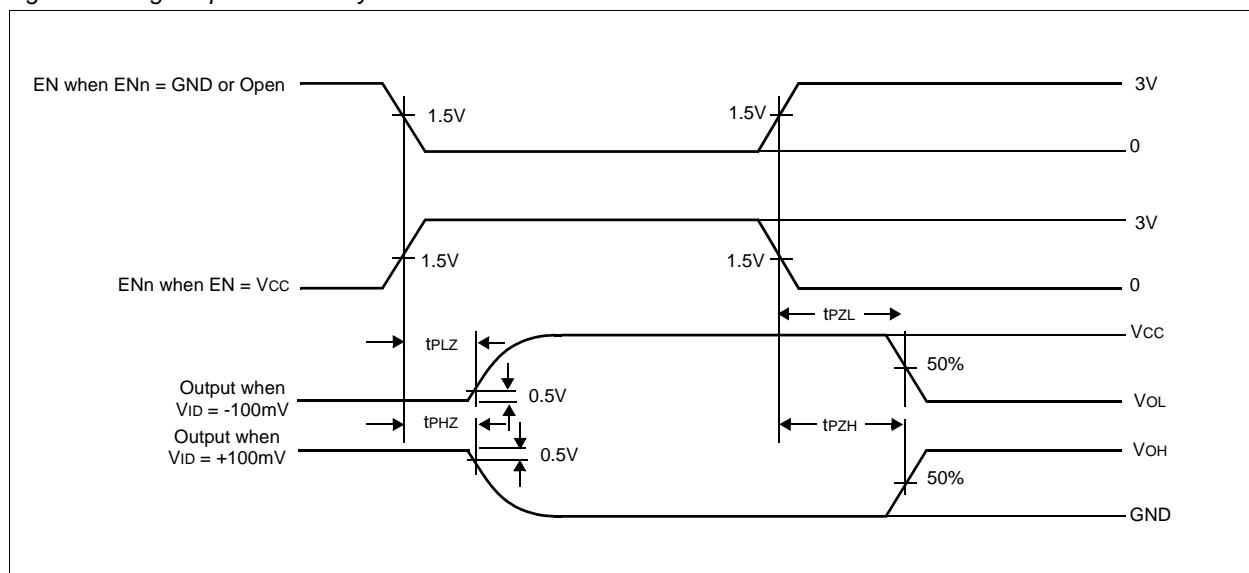 EN when ENn = GND or Open
3V
1.5V
1.5V
0
3V
1.5V
1.5V
ENn when EN = VCC
0
tPZL
VCC
tPLZ
50%
Output when
VID = -100mV
0.5V
VOL
tPHZ
tPZH
Output when
VID = +100mV
0.5V
VOH
50%
GND